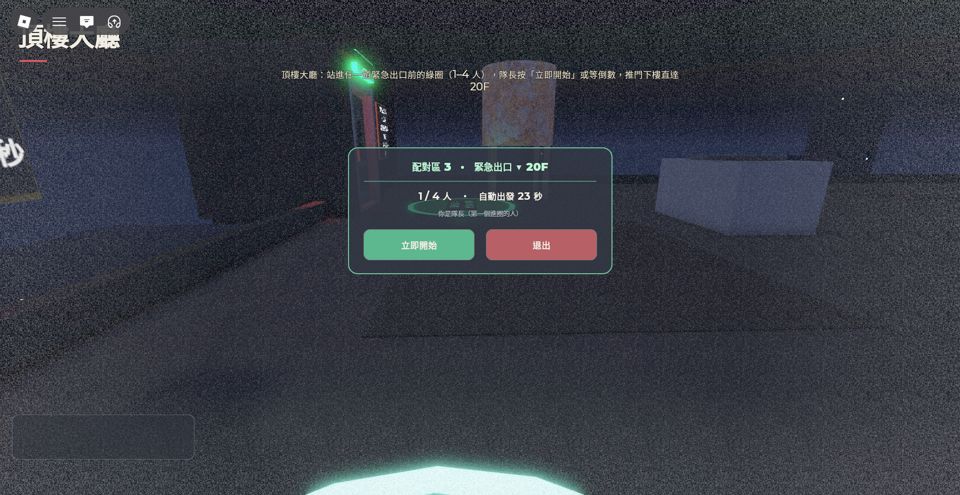 頂樓大廳
頂樓大廳：站進任一個緊急出口前的綠圈（1–4 人），隊長按「立即開始」或等倒數，推門下樓直達
20F
秒
配對區 3 • 緊急出口 ▼ 20F
1 / 4 人 • 自動出發 23 秒
你是隊長（第一個進圈的人）
立即開始
退出